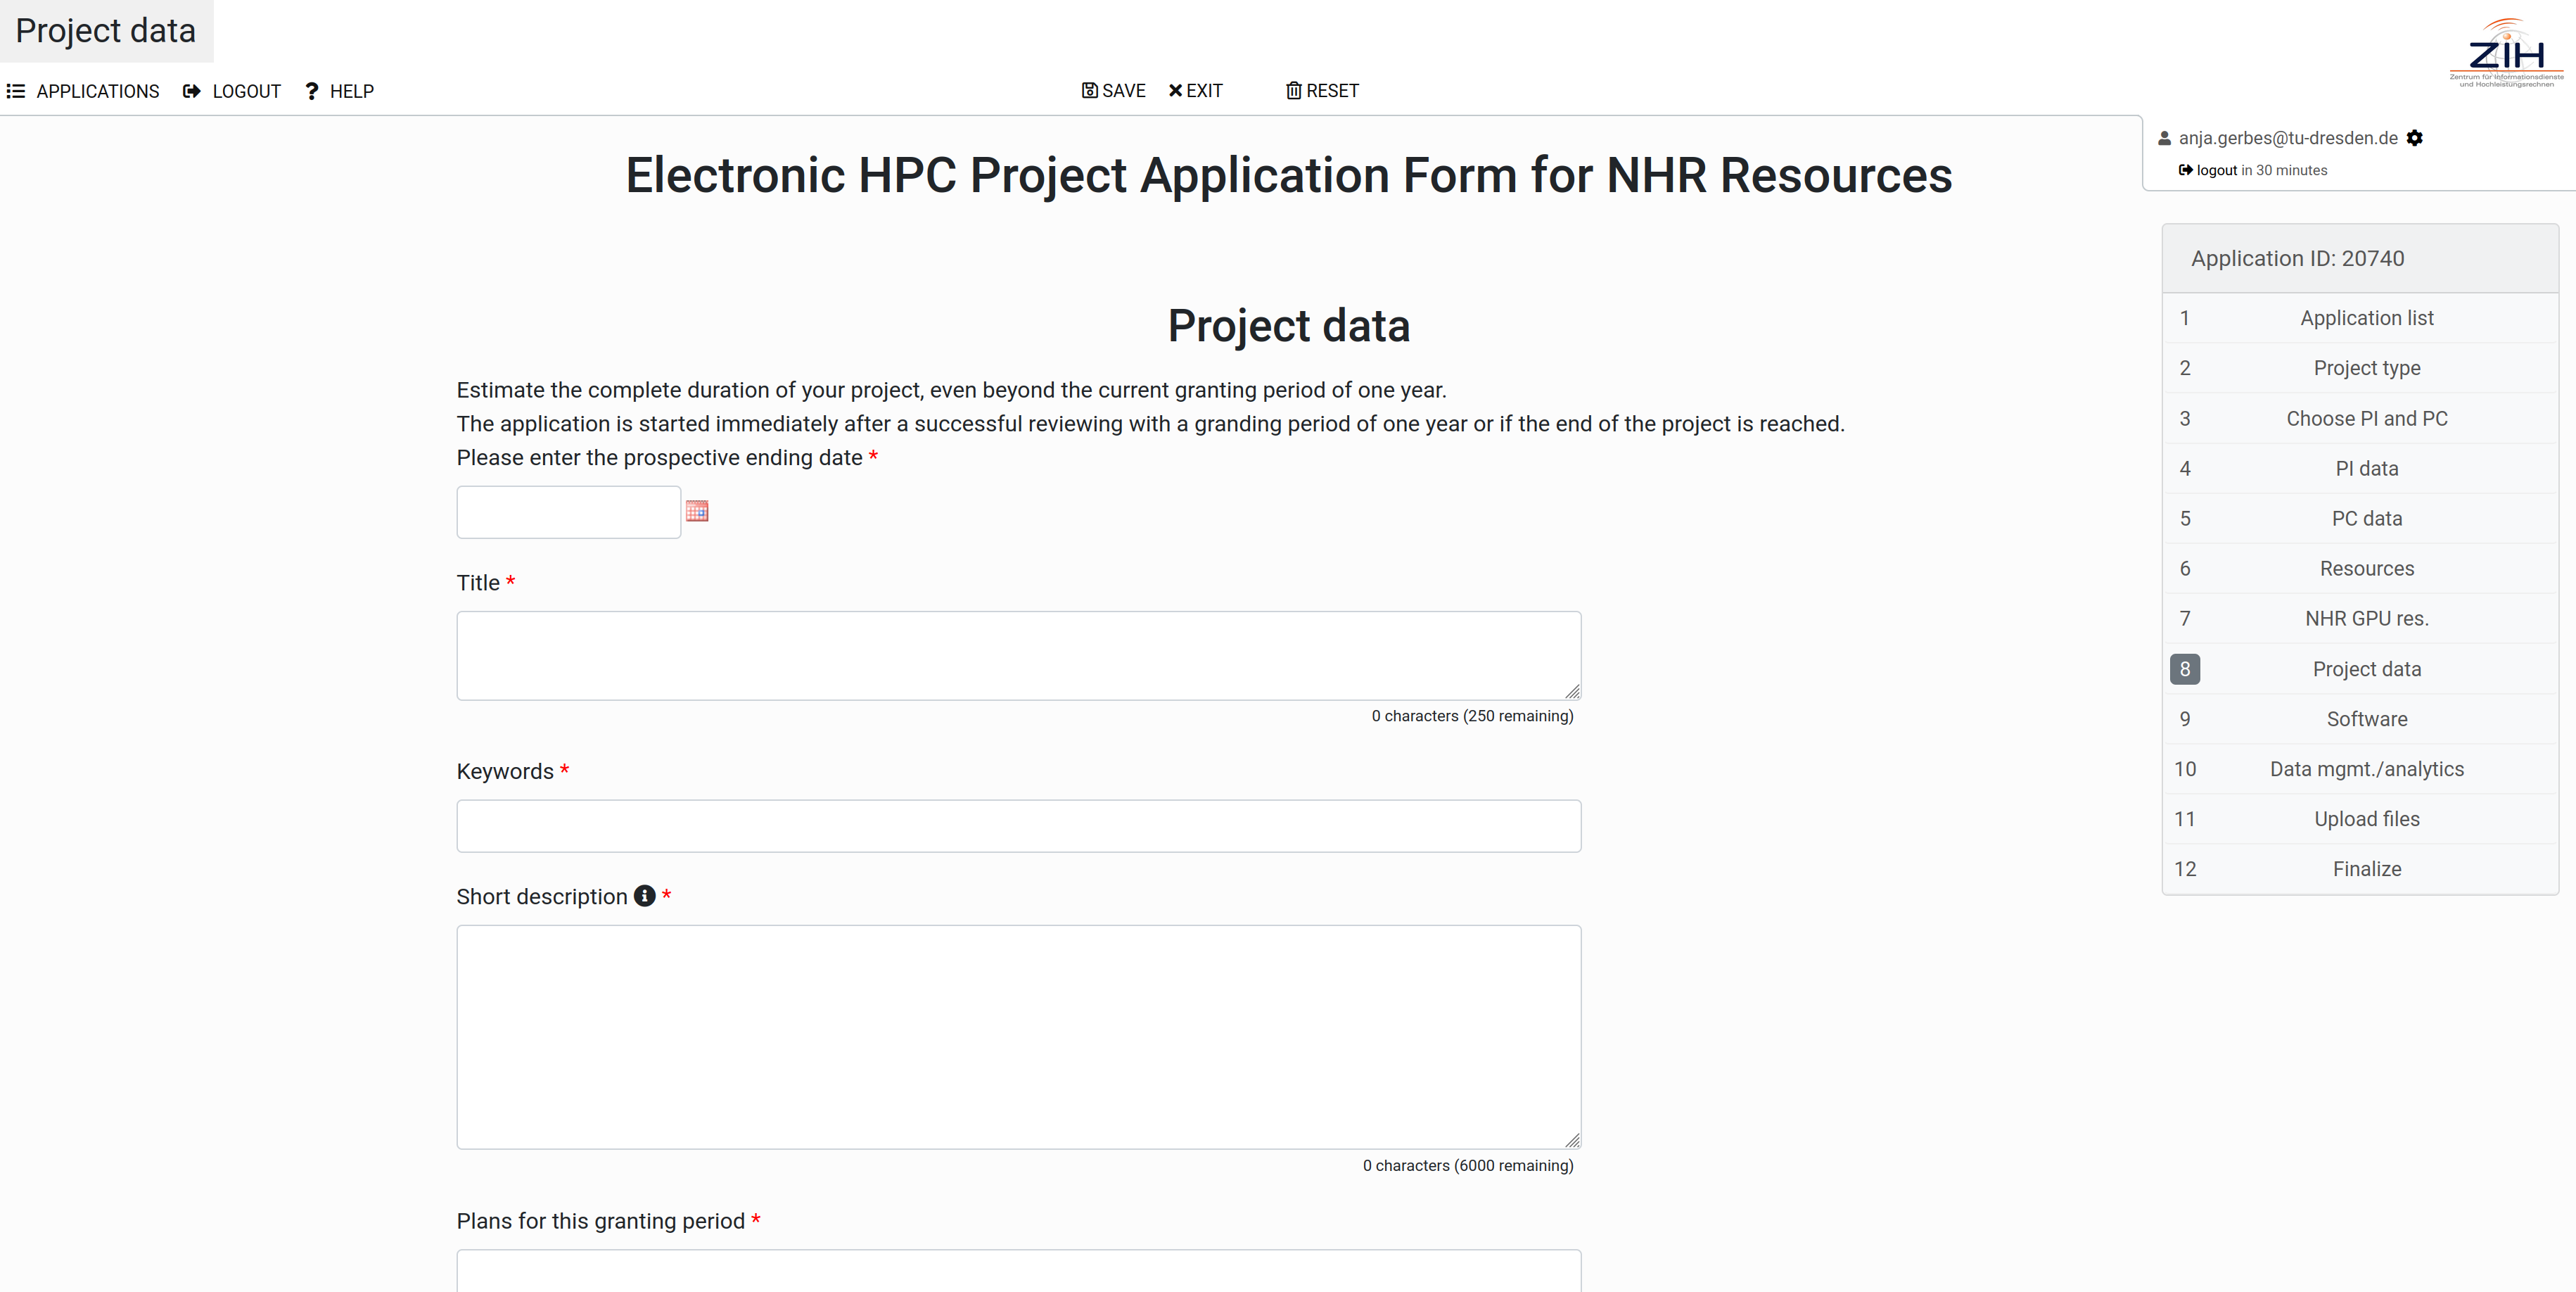 Project data
APPLICATIONS LOGOUT ? HELP
SAVE EXIT RESET
ZIH
Zentrum für Informationsdienste
und Hochleistungsrechnen
anja.gerbes@tu-dresden.de
logout in 30 minutes
Electronic HPC Project Application Form for NHR Resources
Project data
Estimate the complete duration of your project, even beyond the current granting period of one year.
The application is started immediately after a successful reviewing with a granding period of one year or if the end of the project is reached.
Please enter the prospective ending date *
Title *
0 characters (250 remaining)
Keywords *
Short description *
0 characters (6000 remaining)
Plans for this granting period *
Application ID: 20740
1 Application list
2 Project type
3 Choose PI and PC
4 PI data
5 PC data
6 Resources
7 NHR GPU res.
8 Project data
9 Software
10 Data mgmt./analytics
11 Upload files
12 Finalize